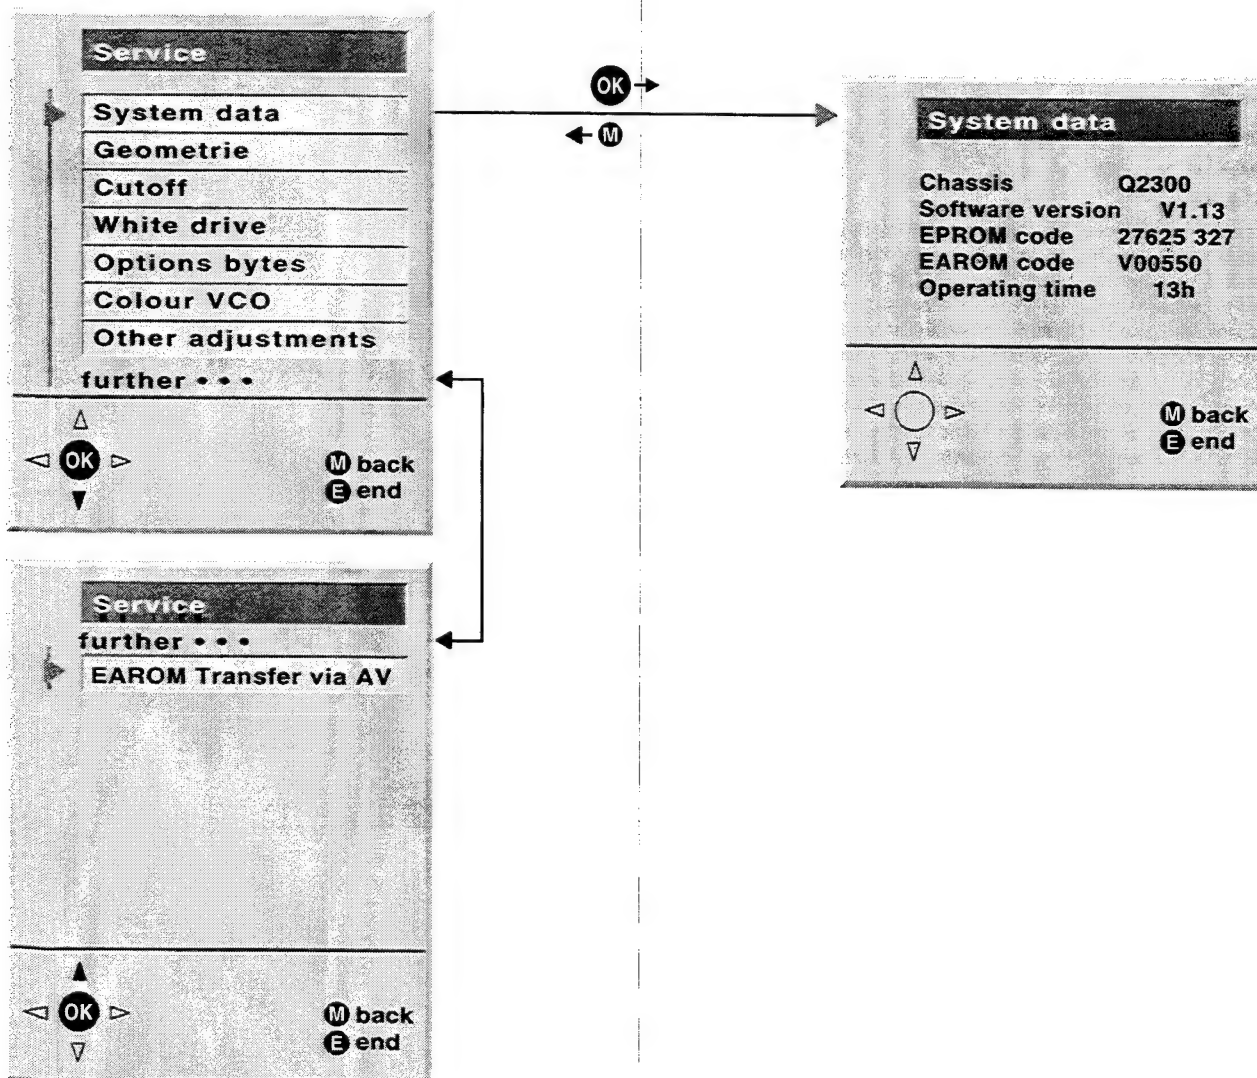 Service
System data
Geometrie
Cutoff
White drive
Options bytes
Colour VCO
Other adjustments
further • • •
OK
M back
E end
OK
M
System data
Chassis Q2300
Software version V1.13
EPROM code 27625 327
EAROM code V00550
Operating time 13h
M back
E end
Service
further • • •
EAROM Transfer via AV
OK
M back
E end